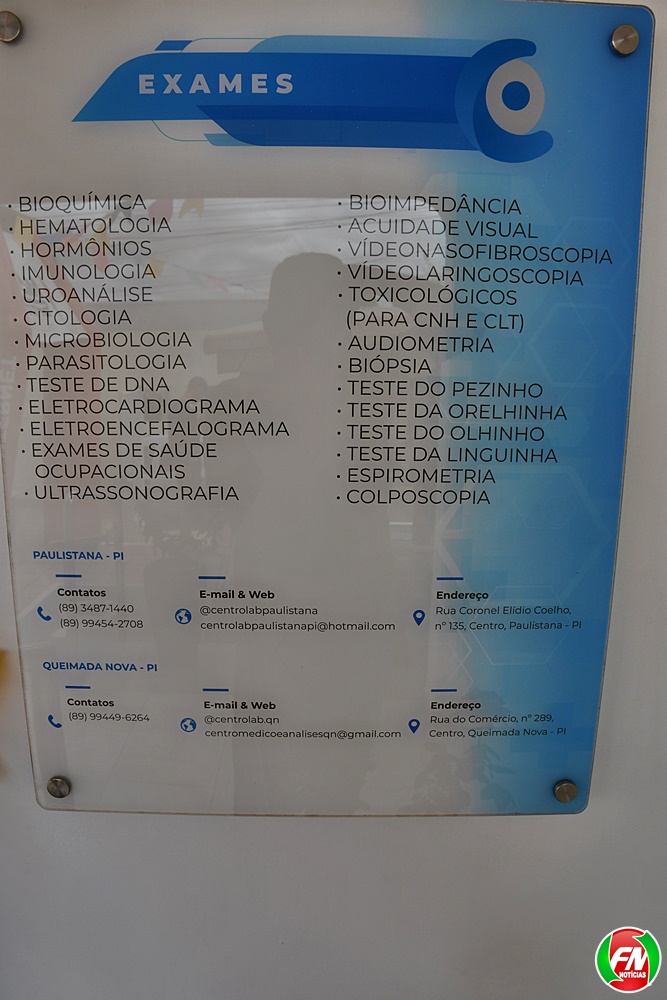 EXAMES
• BIOQUÍMICA
• HEMATOLOGIA
• HORMÔNIOS
• IMUNOLOGIA
• UROANÁLISE
• CITOLOGIA
• MICROBIOLOGIA
• PARASITOLOGIA
• TESTE DE DNA
• ELETROCARDIOGRAMA
• ELETROENCEFALOGRAMA
• EXAMES DE SAÚDE
OCUPACIONAIS
• ULTRASSONOGRAFIA
• BIOIMPEDÂNCIA
• ACUIDADE VISUAL
• VÍDEONASOFIBROSCOPIA
• VÍDEOLARINGOSCOPIA
• TOXICOLÓGICOS
(PARA CNH E CLT)
• AUDIOMETRIA
• BIÓPSIA
• TESTE DO PEZINHO
• TESTE DA ORELHINHA
• TESTE DO OLHINHO
• TESTE DA LINGUINHA
• ESPIROMETRIA
• COLPOSCOPIA
PAULISTANA - PI
Contatos
(89) 3487-1440
(89) 99454-2708
E-mail & Web
@centrolabpaulistana
centrolabpaulistanapi@hotmail.com
Endereço
Rua Coronel Elídio Coelho,
nº 135, Centro, Paulistana - PI
QUEIMADA NOVA - PI
Contatos
(89) 99449-6264
E-mail & Web
@centrolab.qn
centromedicoeanalisesqn@gmail.com
Endereço
Rua do Comércio, nº 289,
Centro, Queimada Nova - PI
FN
NOTÍCIAS